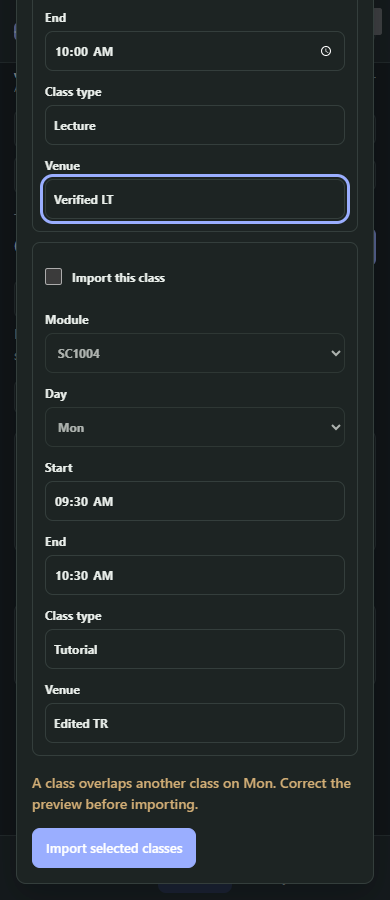 End
10:00 AM
Class type
Lecture
Venue
Verified LT
Import this class
Module
SC1004
Day
Mon
Start
09:30 AM
End
10:30 AM
Class type
Tutorial
Venue
Edited TR
A class overlaps another class on Mon. Correct the
preview before importing.
Import selected classes